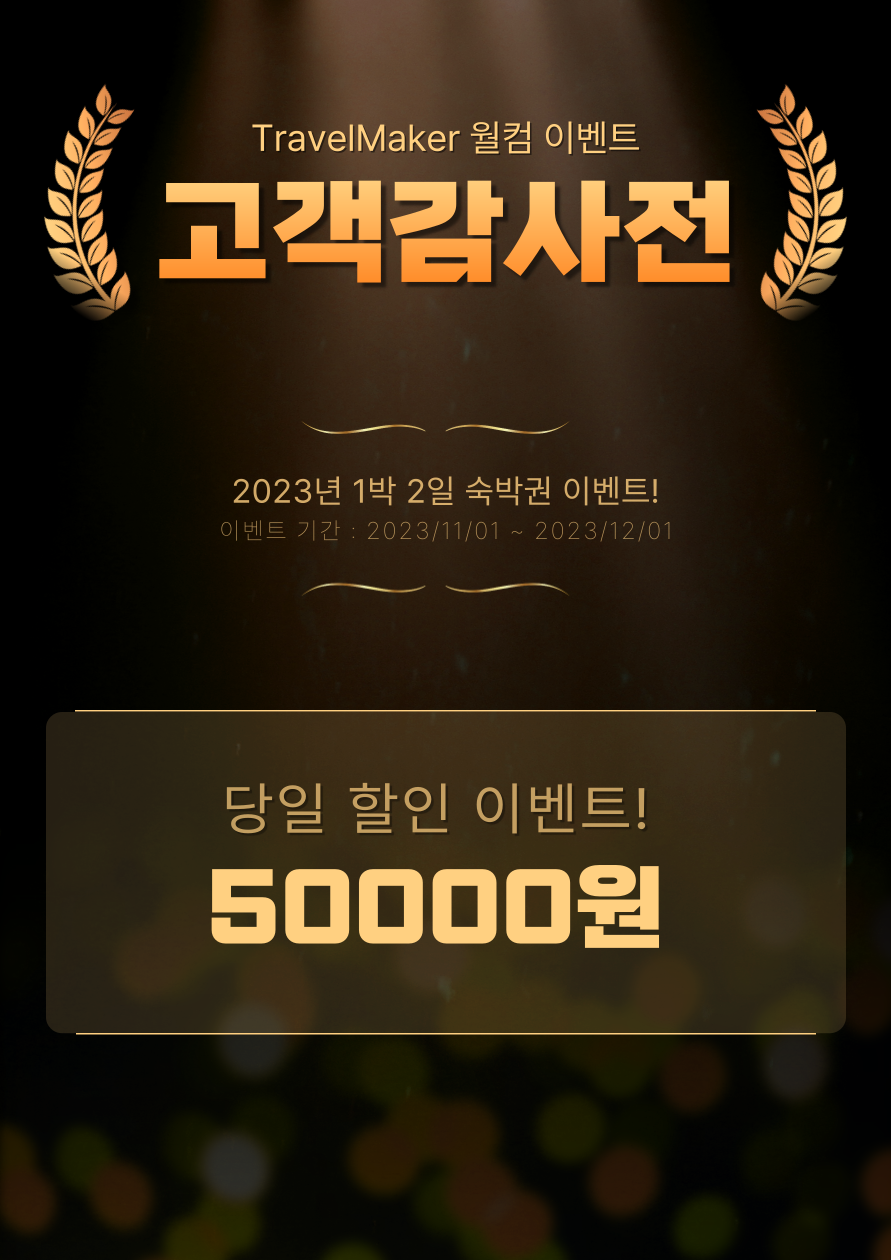 TravelMaker 월컴 이벤트
고객감사전
2023년 1박 2일 숙박권 이벤트!
이벤트 기간 : 2023/11/01 ~ 2023/12/01
당일 할인 이벤트!
50000원